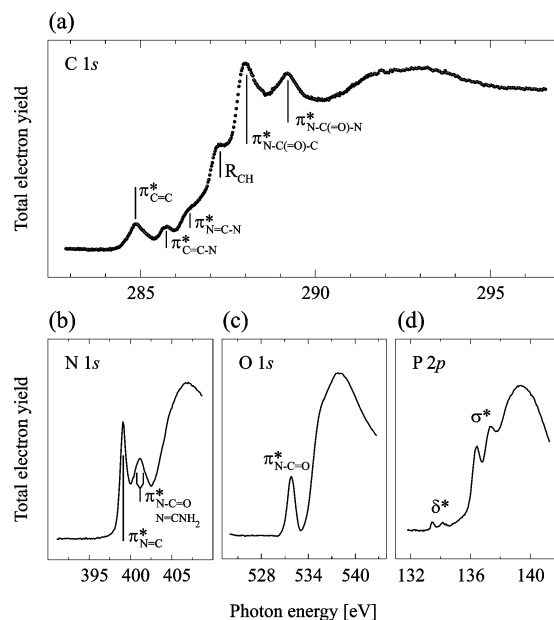 (a)
C 1s
Total electron yield
π*C=C
π*C=C-N
π*N=C-N
RCH
π*N-C(=O)-C
π*N-C(=O)-N
285 290 295
(b) (c) (d)
Total electron yield
N 1s
π*N-C=O
N=CNH2
π*N=C
395 400 405
O 1s
π*N-C=O
528 534 540
P 2p
σ*
δ*
132 136 140
Photon energy [eV]